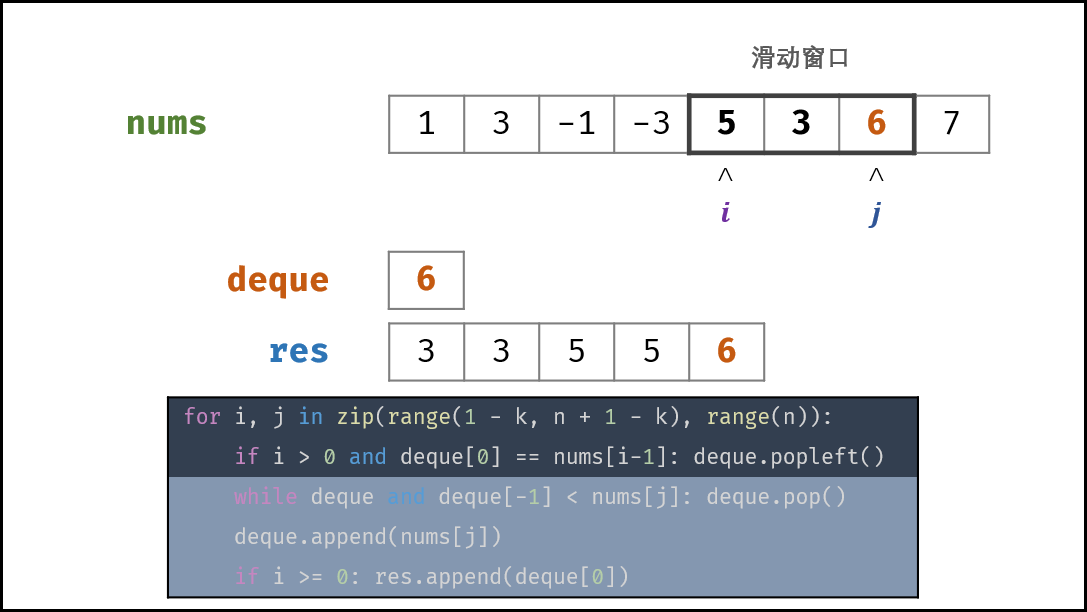 滑动窗口
nums 1 3 -1 -3 5 3 6 7
^ ^
i j
deque 6
res 3 3 5 5 6
for i, j in zip(range(1 - k, n + 1 - k), range(n)):
    if i > 0 and deque[0] == nums[i-1]: deque.popleft()
    while deque and deque[-1] < nums[j]: deque.pop()
    deque.append(nums[j])
    if i >= 0: res.append(deque[0])